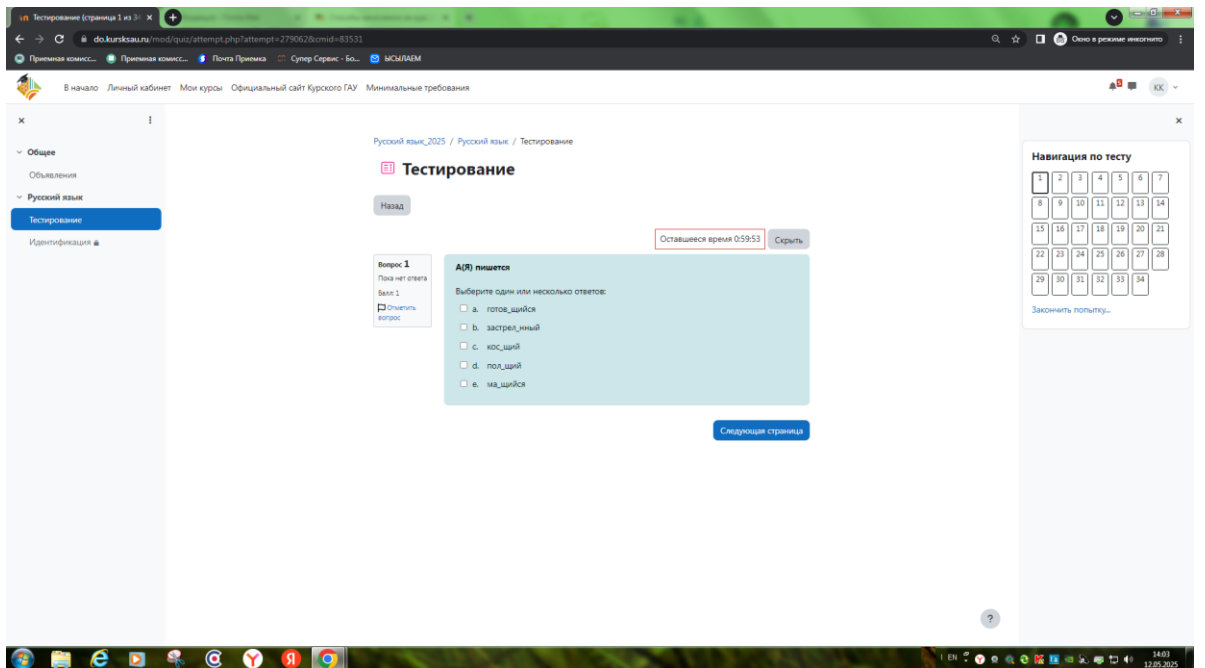 Тестирование (страница 1 из 34
do.kursksau.ru/mod/quiz/attempt.php?attempt=279062&cmid=83531
Окно в режиме инкогнито
Приемная комисс... Приемная комисс... Почта Приемка Супер Сервис - Бо... ЫСЫЛАЕМ
В начало Личный кабинет Мои курсы Официальный сайт Курского ГАУ Минимальные требования
КК
Общее
Объявления
Русский язык
Тестирование
Идентификация
Русский язык_2025 / Русский язык / Тестирование
Тестирование
Назад
Оставшееся время 0:59:53 Скрыть
Вопрос 1
Пока нет ответа
Балл: 1
Отметить вопрос
А(Я) пишется
Выберите один или несколько ответов:
a. готов_щийся
b. застрел_нный
c. кос_щий
d. пол_щий
e. ма_щийся
Следующая страница
Навигация по тесту
1 2 3 4 5 6 7
8 9 10 11 12 13 14
15 16 17 18 19 20 21
22 23 24 25 26 27 28
29 30 31 32 33 34
Закончить попытку...
?
EN
14:03
12.05.2025